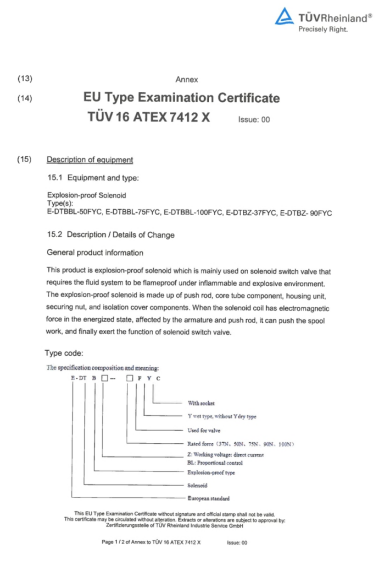 TÜVRheinland®
Precisely Right.
(13) Annex
(14) EU Type Examination Certificate
TÜV 16 ATEX 7412 X Issue: 00
(15) Description of equipment
15.1 Equipment and type:
Explosion-proof Solenoid
Type(s):
E-DTBBL-50FYC, E-DTBBL-75FYC, E-DTBBL-100FYC, E-DTBZ-37FYC, E-DTBZ- 90FYC
15.2 Description / Details of Change
General product information
This product is explosion-proof solenoid which is mainly used on solenoid switch valve that
requires the fluid system to be flameproof under inflammable and explosive environment.
The explosion-proof solenoid is made up of push rod, core tube component, housing unit,
securing nut, and isolation cover components. When the solenoid coil has electromagnetic
force in the energized state, affected by the armature and push rod, it can push the spool
work, and finally exert the function of solenoid switch valve.
Type code:
The specification composition and meaning:
E - DT B □ — □ F Y C
With socket
Y wet type, without Y dry type
Used for valve
Rated force (37N、50N、75N、90N、100N)
Z: Working voltage: direct current
BL: Proportional control
Explosion-proof type
Solenoid
European standard
This EU Type Examination Certificate without signature and official stamp shall not be valid.
This certificate may be circulated without alteration. Extracts or alterations are subject to approval by:
Zertifizierungsstelle of TÜV Rheinland Industrie Service GmbH
Page 1 / 2 of Annex to TÜV 16 ATEX 7412 X Issue: 00